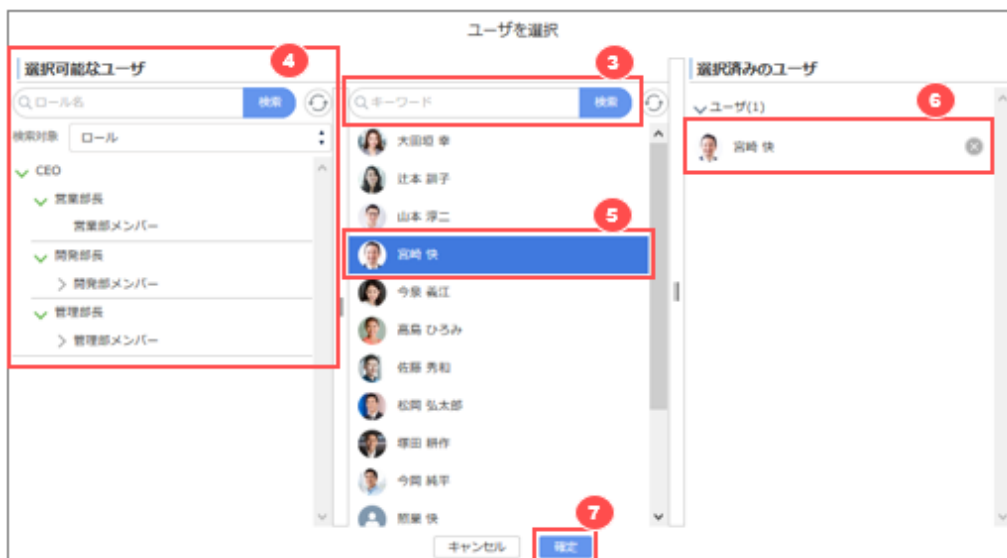 ユーザを選択
選択可能なユーザ
4
ロール名
検索
検索対象
ロール
CEO
営業部長
営業部メンバー
開発部長
開発部メンバー
管理部長
管理部メンバー
3
キーワード
検索
大田垣 幸
辻本 訓子
山本 淳二
5
宮崎 快
今泉 義江
高島 ひろみ
佐藤 秀和
松岡 弘太郎
塚田 耕作
今岡 純平
照屋 快
選択済みのユーザ
ユーザ(1)
6
宮崎 快
キャンセル
7
確定